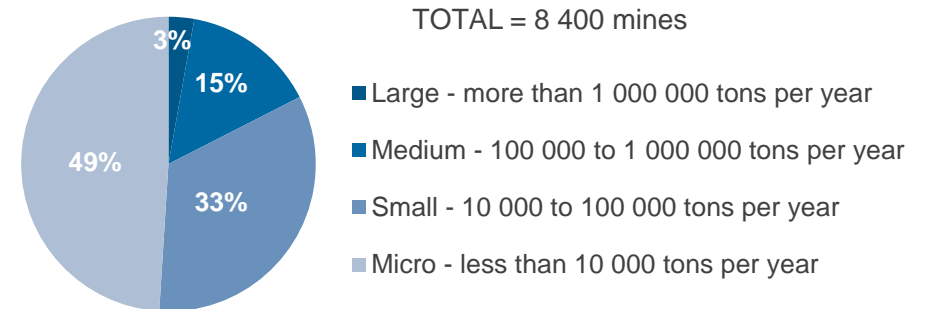 TOTAL = 8 400 mines
3%
15%
33%
49%
Large - more than 1 000 000 tons per year
Medium - 100 000 to 1 000 000 tons per year
Small - 10 000 to 100 000 tons per year
Micro - less than 10 000 tons per year